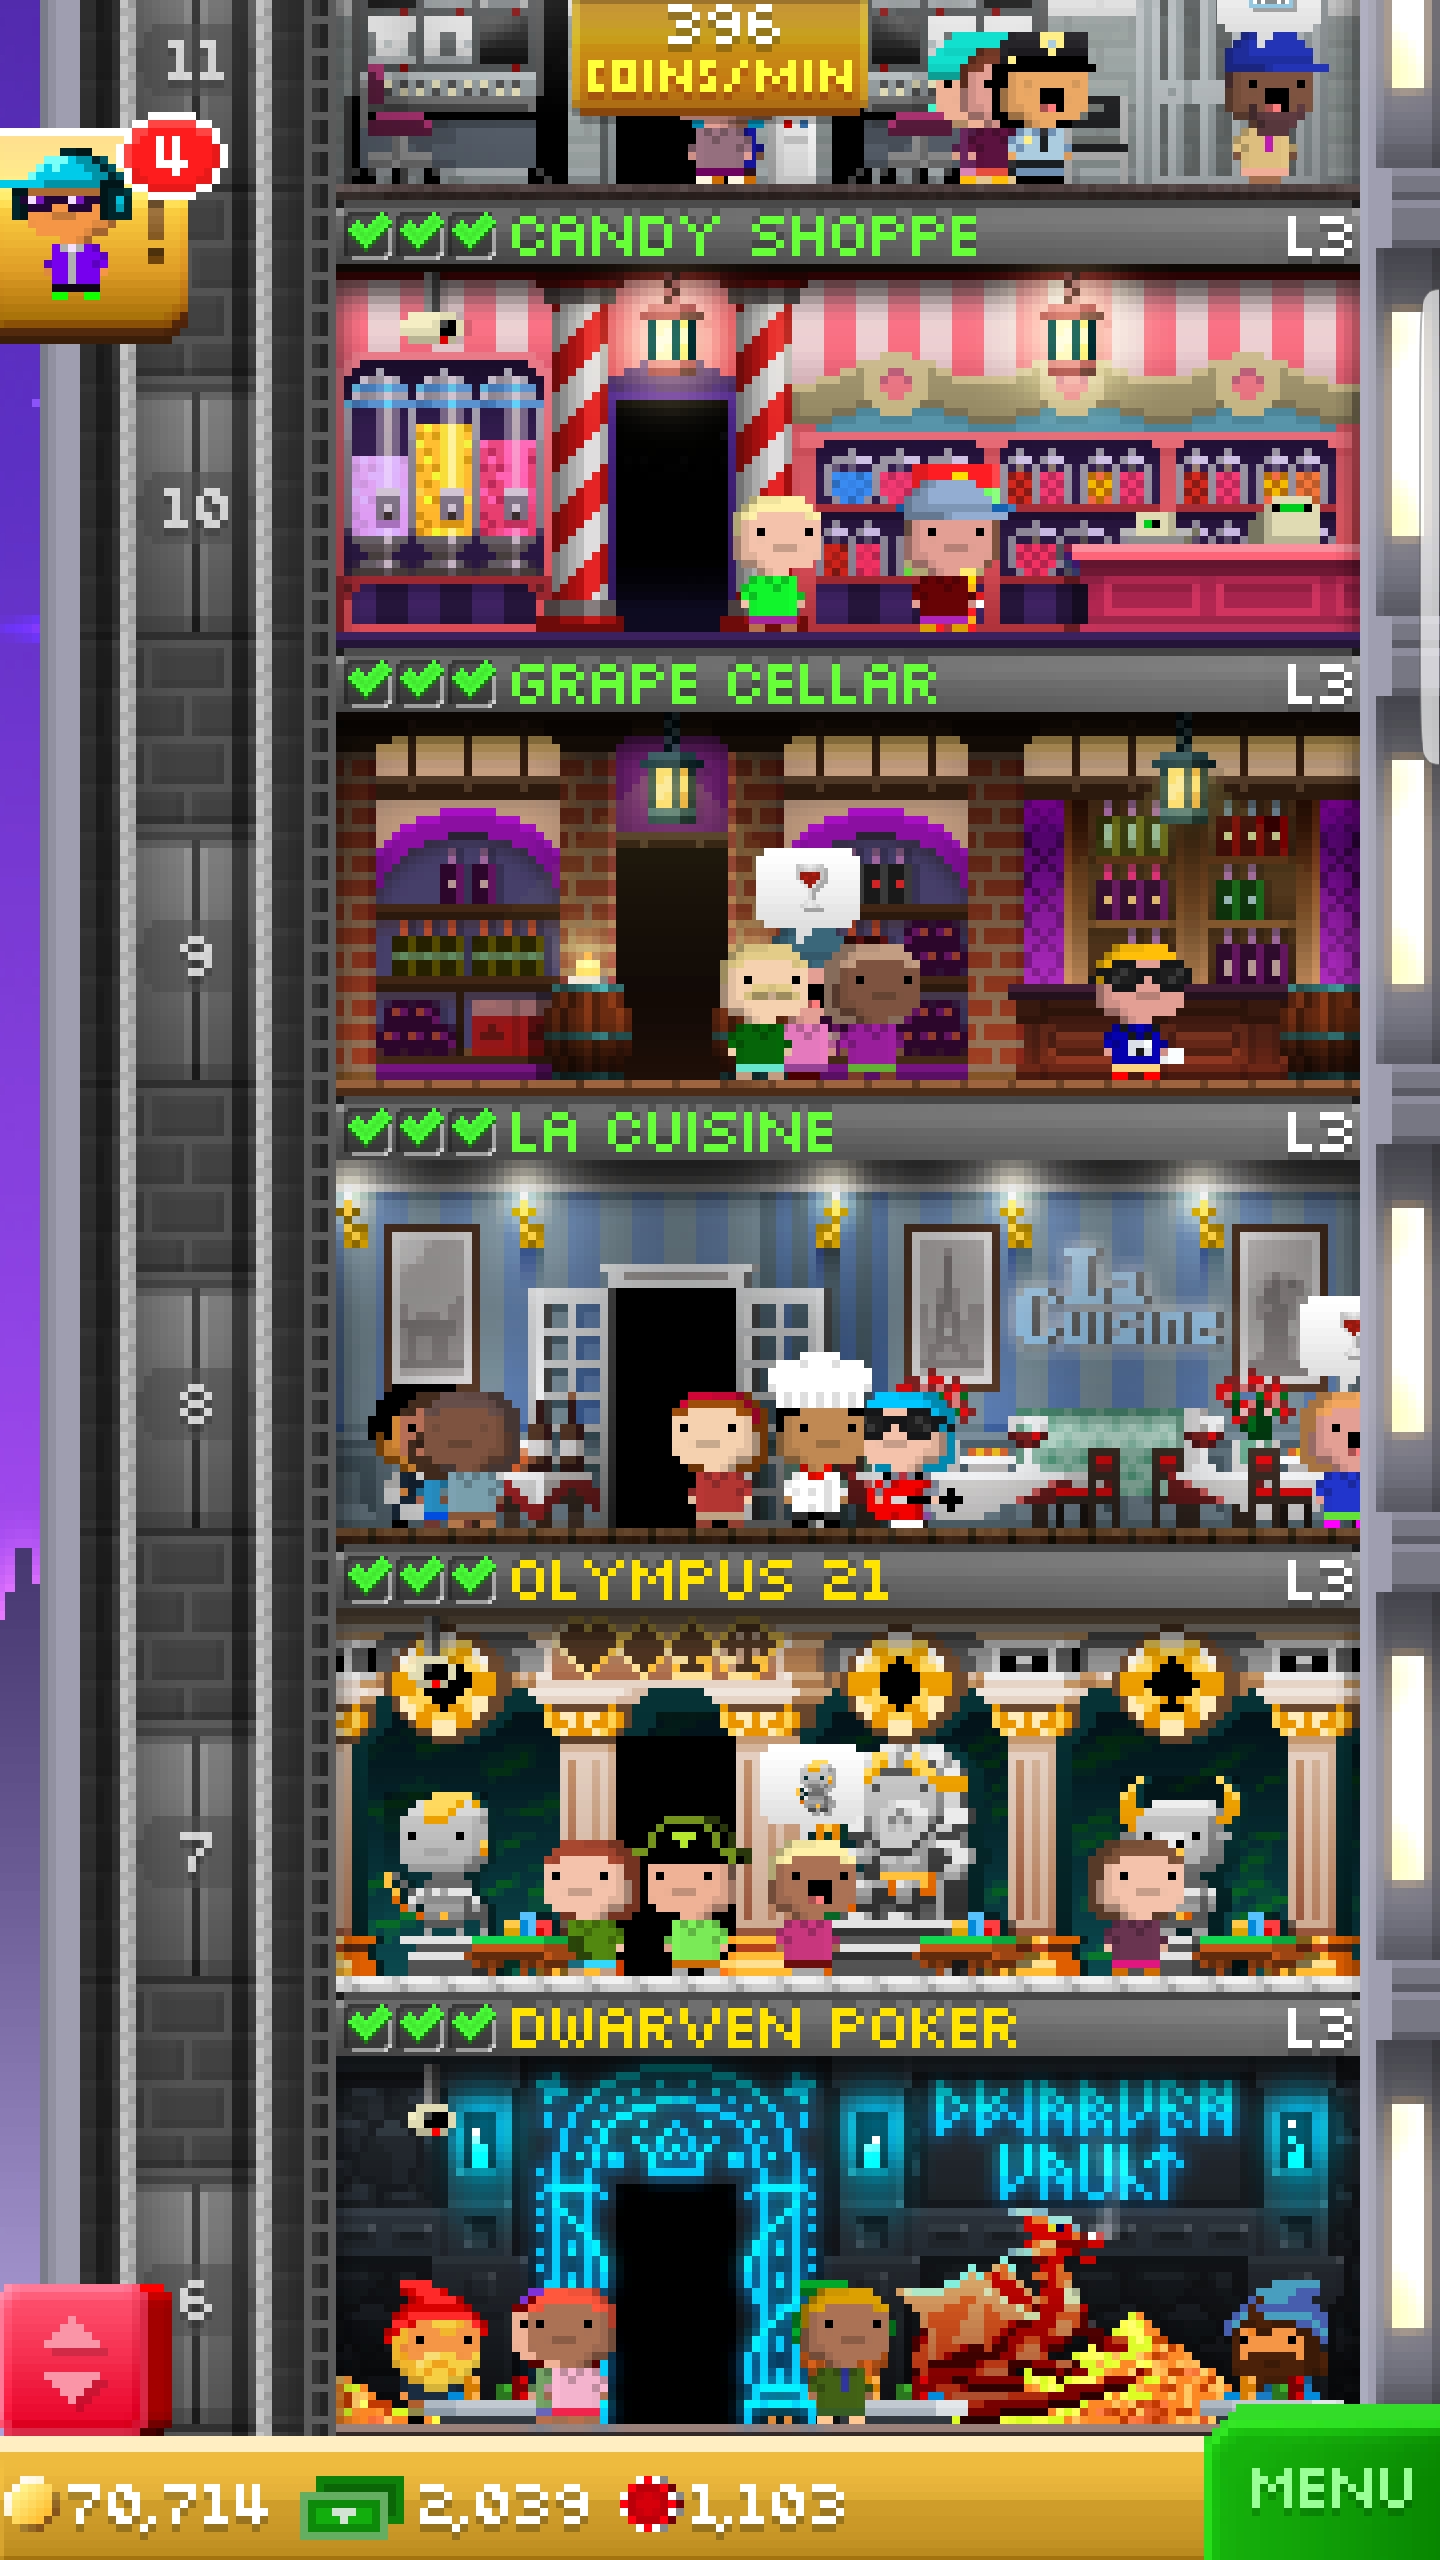 396
COINS/MIN
11
4
CANDY SHOPPE L3
10
GRAPE CELLAR L3
9
LA CUISINE L3
La
Cuisine
8
OLYMPUS 21 L3
7
DWARVEN POKER L3
DWARVEN
VAULT
6
70,714 2,039 1,103
MENU